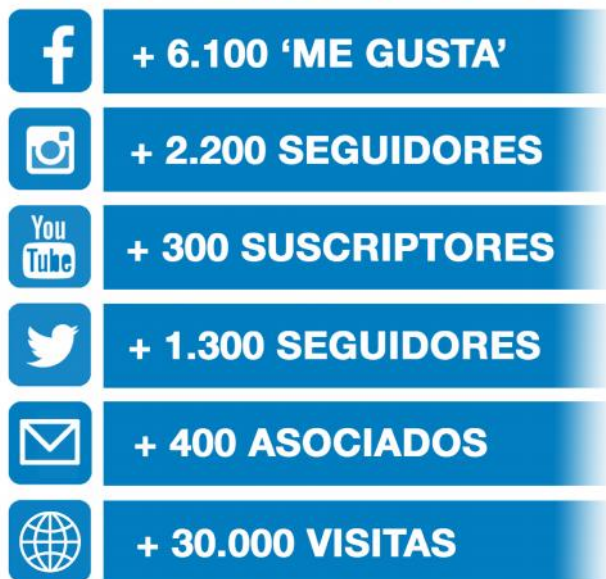 f
+ 6.100 ‘ME GUSTA’
+ 2.200 SEGUIDORES
You
Tube
+ 300 SUSCRIPTORES
+ 1.300 SEGUIDORES
+ 400 ASOCIADOS
+ 30.000 VISITAS